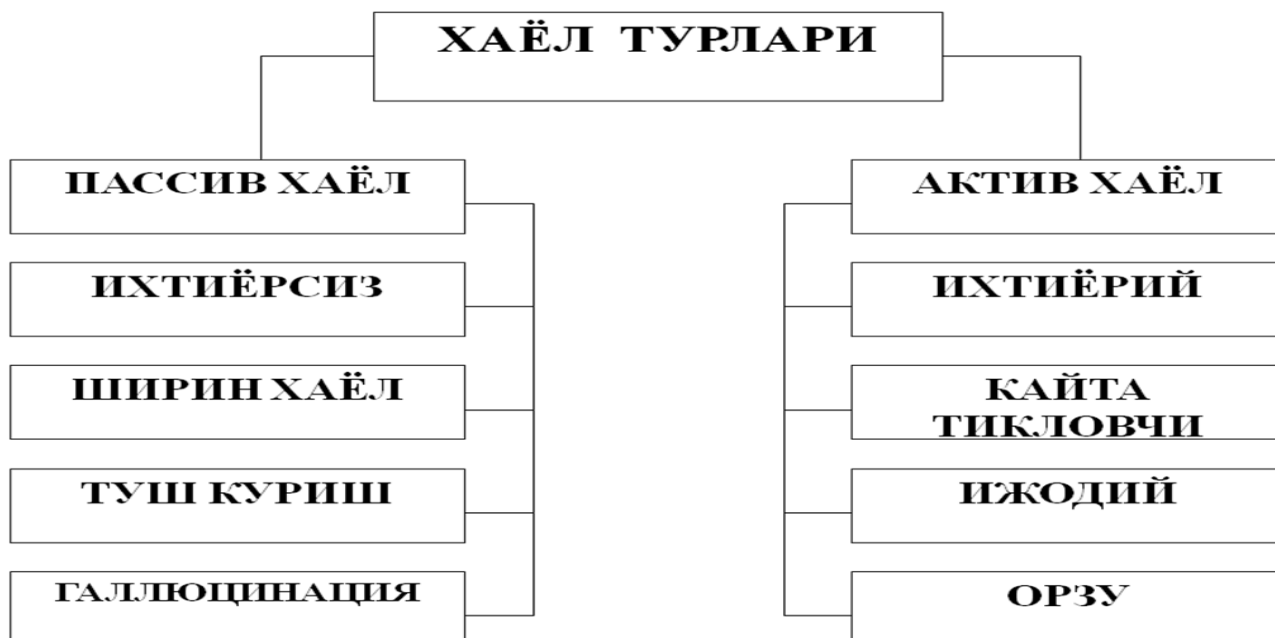 ХАЁЛ ТУРЛАРИ
ПАССИВ ХАЁЛ
ИХТИЁРСИЗ
ШИРИН ХАЁЛ
ТУШ КУРИШ
ГАЛЛЮЦИНАЦИЯ
АКТИВ ХАЁЛ
ИХТИЁРИЙ
КАЙТА
ТИКЛОВЧИ
ИЖОДИЙ
ОРЗУ